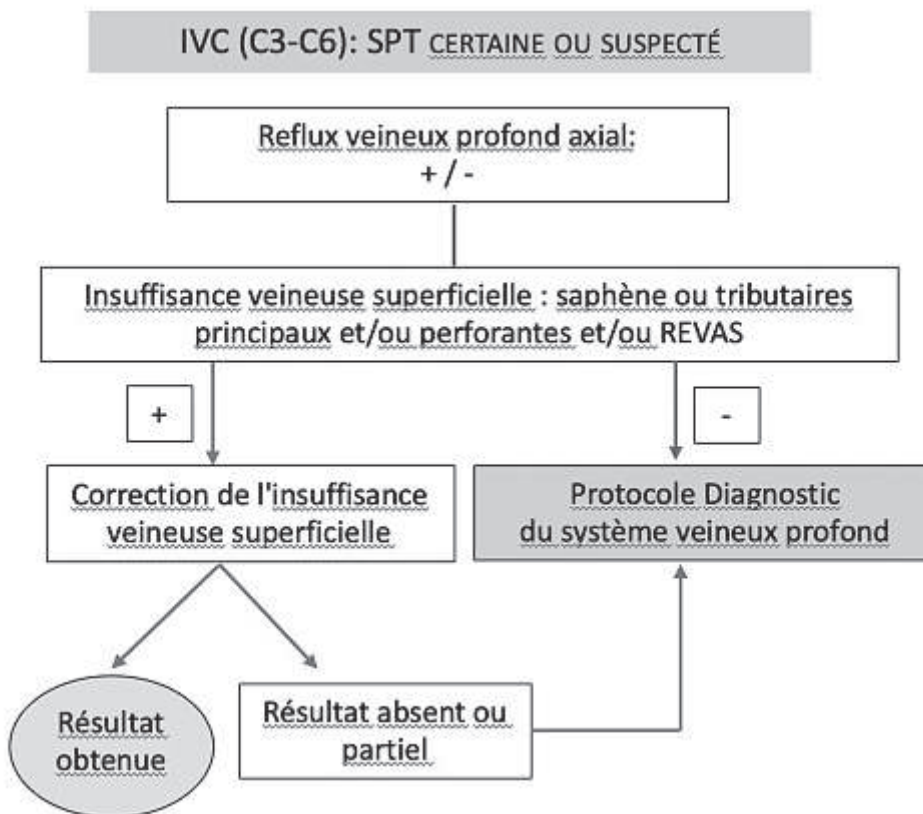 IVC (C3-C6): SPT CERTAINE OU SUSPECTÉ
Reflux veineux profond axial:
+ / -
Insuffisance veineuse superficielle : saphène ou tributaires
principaux et/ou perforantes et/ou REVAS
+
-
Correction de l'insuffisance
veineuse superficielle
Protocole Diagnostic
du système veineux profond
Résultat
obtenue
Résultat absent ou
partiel